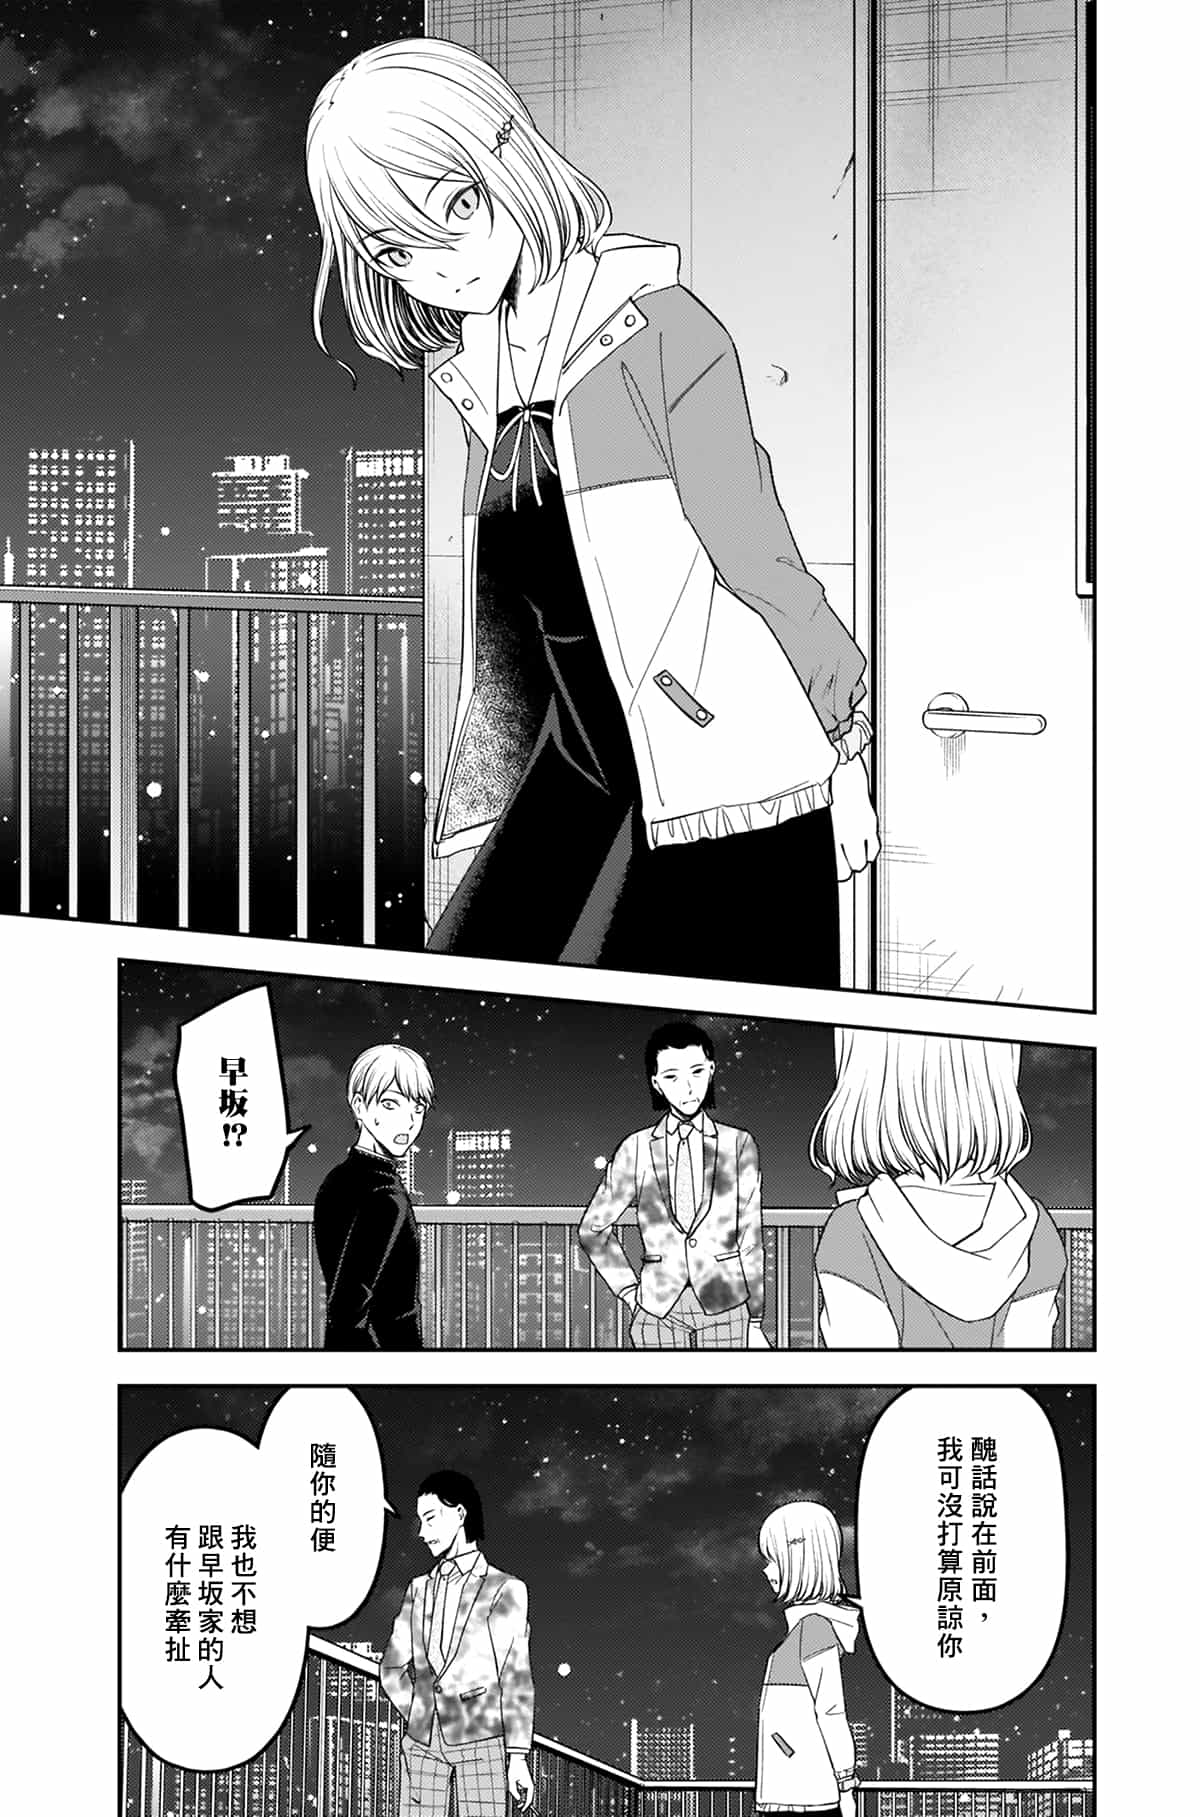 早坂!?
醜話說在前面，
我可沒打算原諒你
隨你的便
我也不想
跟早坂家的人
有什麼牽扯